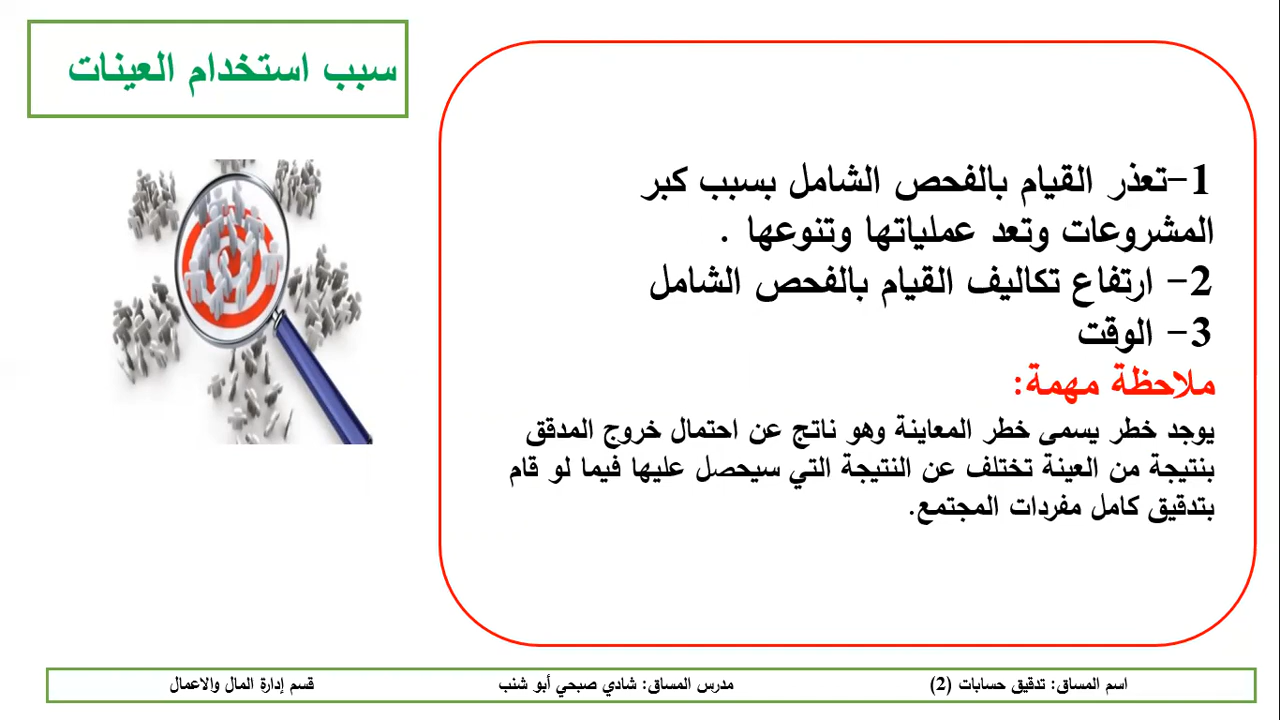 سبب استخدام العينات
1-تعذر القيام بالفحص الشامل بسبب كبر
المشروعات وتعد عملياتها وتنوعها .
2- ارتفاع تكاليف القيام بالفحص الشامل
3- الوقت
ملاحظة مهمة:
يوجد خطر يسمى خطر المعاينة وهو ناتج عن احتمال خروج المدقق
بنتيجة من العينة تختلف عن النتيجة التي سيحصل عليها فيما لو قام
بتدقيق كامل مفردات المجتمع.
اسم المساق: تدقيق حسابات (2) مدرس المساق: شادي صبحي أبو شنب قسم إدارة المال والاعمال